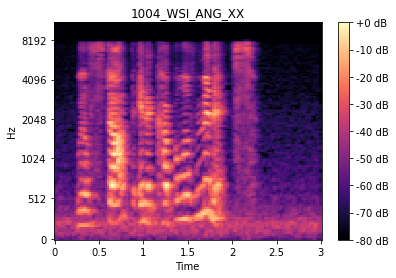 1004_WSI_ANG_XX
+0 dB
8192
-10 dB
4096
-20 dB
-30 dB
2048
Hz
-40 dB
1024
-50 dB
512
-60 dB
-70 dB
0
-80 dB
0 0.5 1 1.5 2 2.5 3
Time